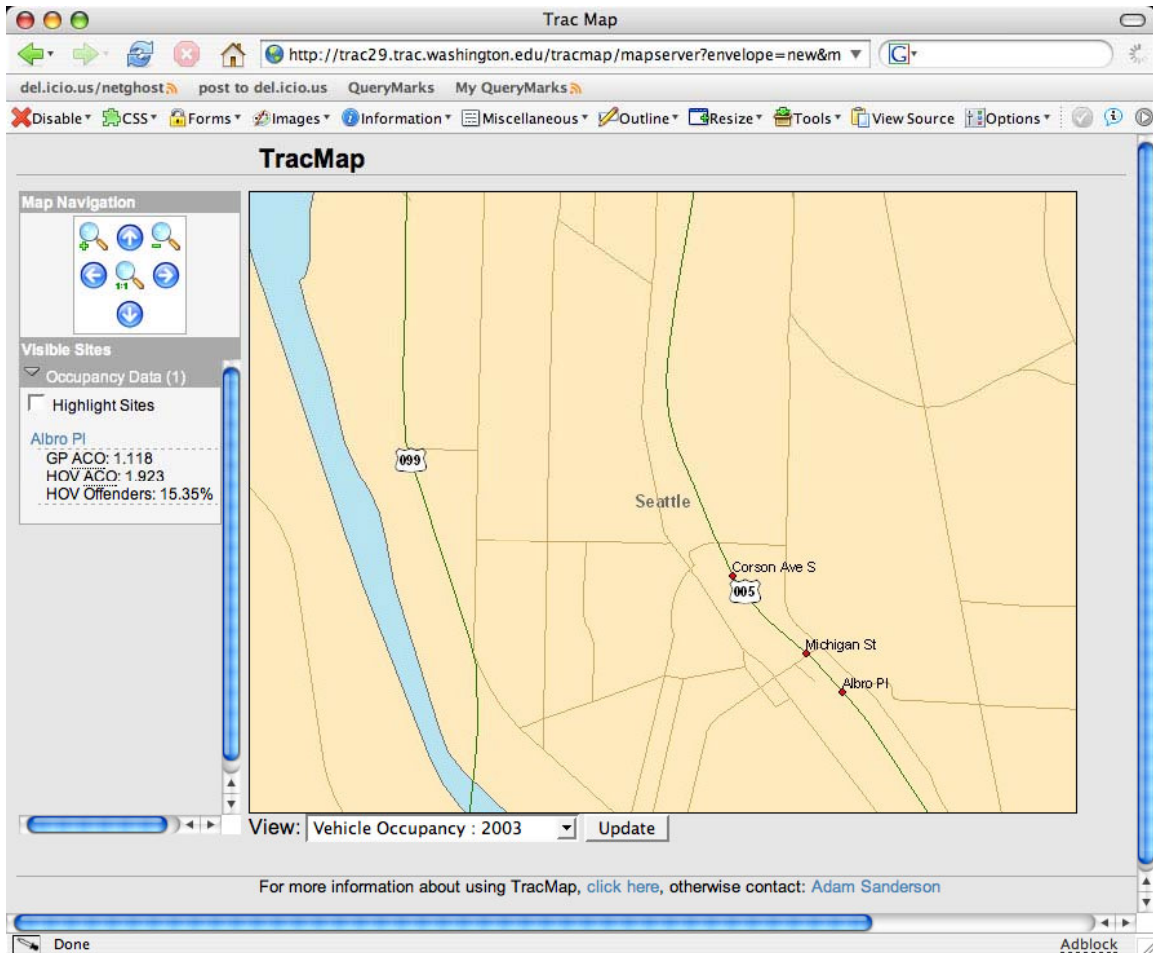 Trac Map
http://trac29.trac.washington.edu/tracmap/mapserver?envelope=new&m
G
del.icio.us/netghost post to del.icio.us QueryMarks My QueryMarks
Disable CSS Forms Images Information Miscellaneous Outline Resize Tools View Source Options
TracMap
Map Navigation
1:1
Visible Sites
Occupancy Data (1)
Highlight Sites
Albro Pl
GP ACO: 1.118
HOV ACO: 1.923
HOV Offenders: 15.35%
099
Seattle
Corson Ave S
005
Michigan St
Albro Pl
View: Vehicle Occupancy : 2003 Update
For more information about using TracMap, click here, otherwise contact: Adam Sanderson
Done Adblock